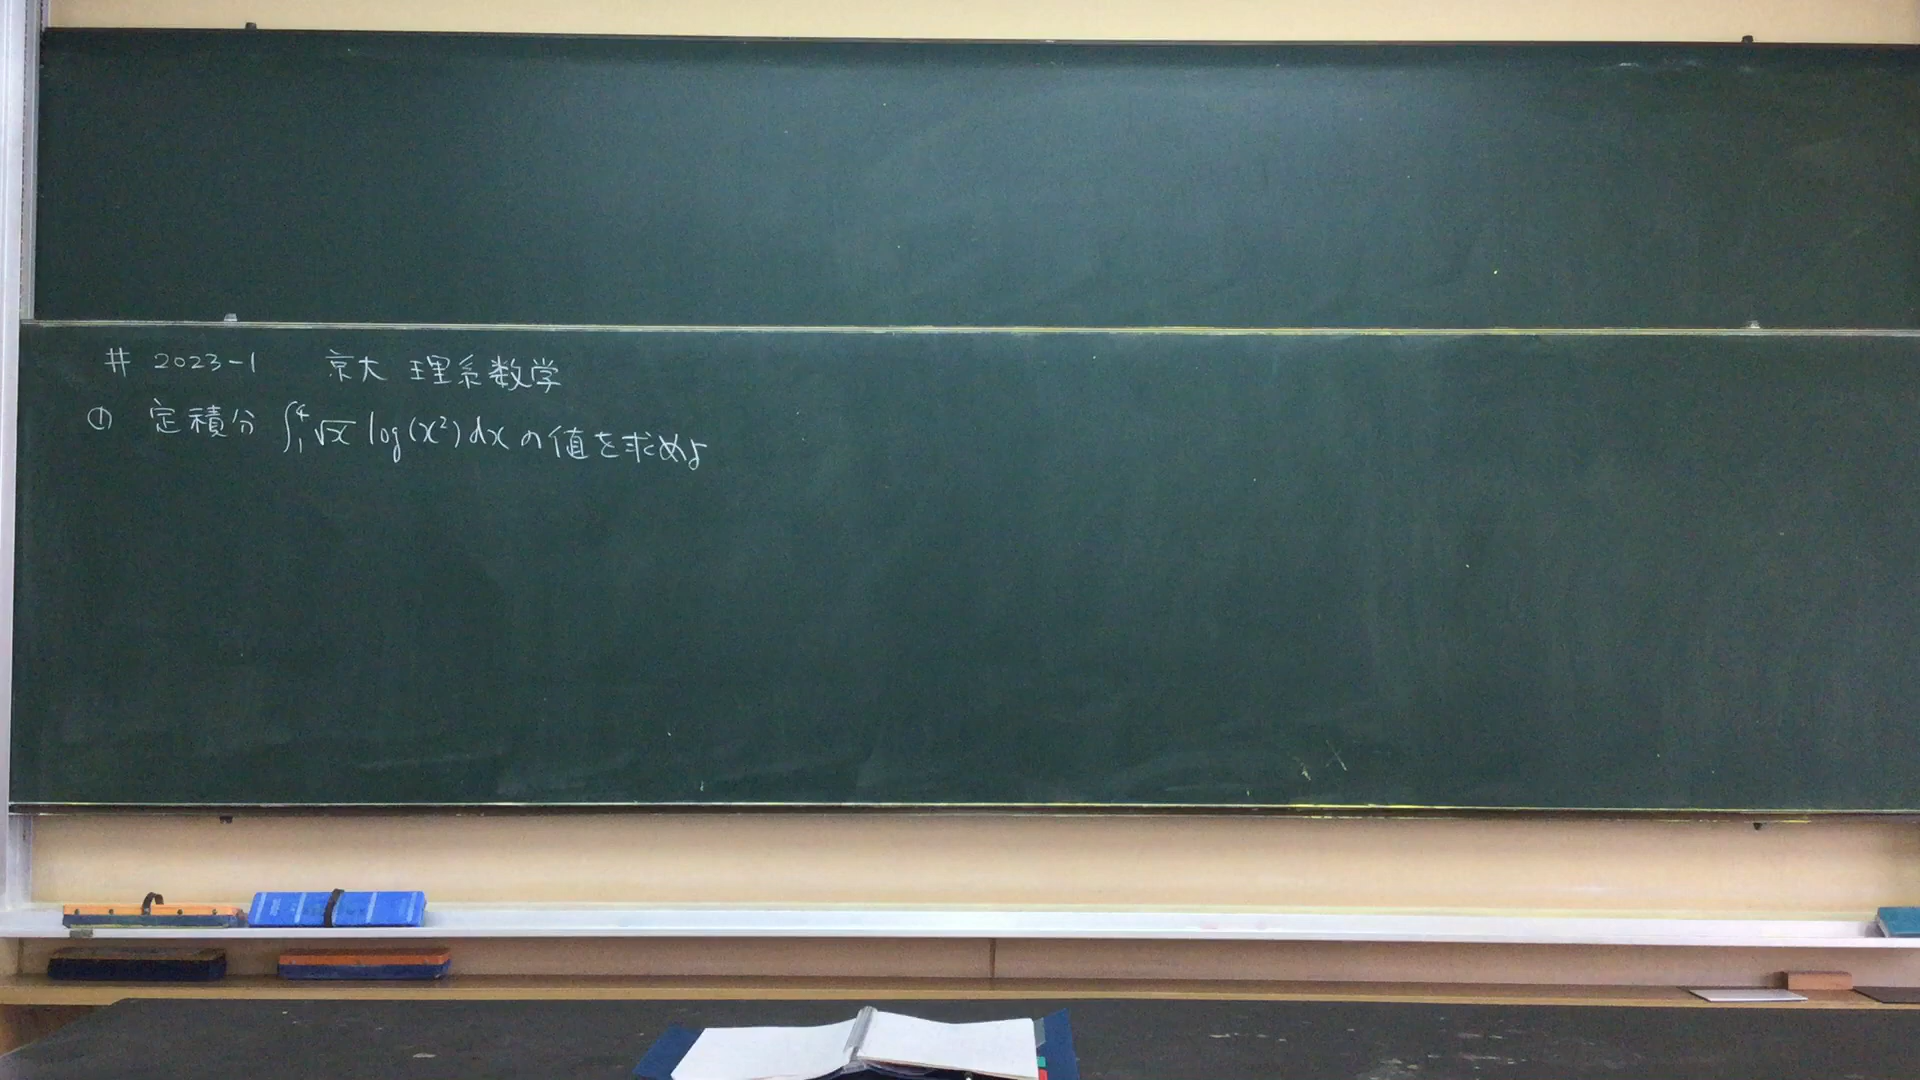 # 2023-1 京大 理系数学
① 定積分 ∫₁⁴ √x log(x²) dx の値を求めよ